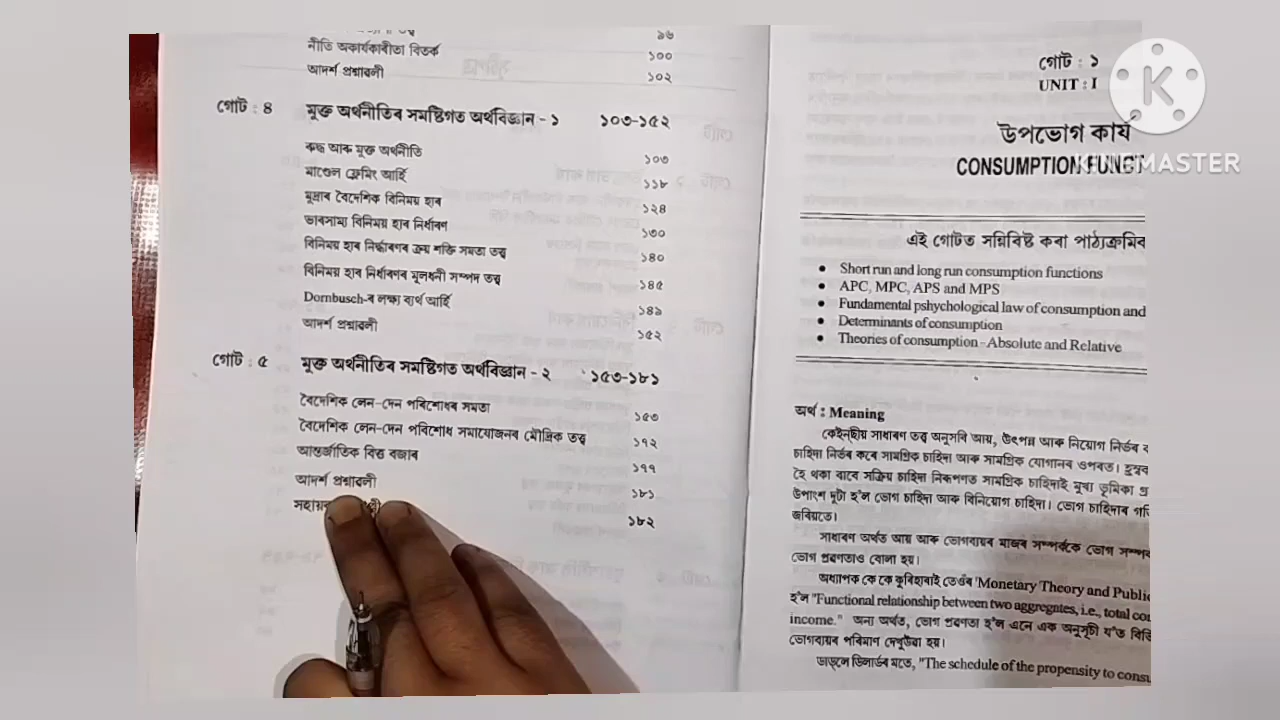 ৯৬
নীতি অকাৰ্যকাৰীতা বিতৰ্ক ১০০
আদৰ্শ প্ৰশ্নাৱলী ১০২
গোট : ৪ মুক্ত অৰ্থনীতিৰ সমষ্টিগত অৰ্থবিজ্ঞান - ১ ১০৩-১৫২
ৰুদ্ধ আৰু মুক্ত অৰ্থনীতি ১০৩
মাণ্ডেল ফ্লেমিং আৰ্হি ১১৮
মুদ্ৰাৰ বৈদেশিক বিনিময় হাৰ ১২৪
ভাৰসাম্য বিনিময় হাৰ নিৰ্ধাৰণ ১৩০
বিনিময় হাৰ নিৰ্দ্ধাৰণৰ ক্ৰয় শক্তি সমতা তত্ত্ব ১৪০
বিনিময় হাৰ নিৰ্ধাৰণৰ মূলধনী সম্পদ তত্ত্ব ১৪৫
Dornbusch-ৰ লক্ষ্য ব্যৰ্থ আৰ্হি ১৪৯
আদৰ্শ প্ৰশ্নাৱলী ১৫২
গোট : ৫ মুক্ত অৰ্থনীতিৰ সমষ্টিগত অৰ্থবিজ্ঞান - ২ ১৫৩-১৮১
বৈদেশিক লেন-দেন পৰিশোধৰ সমতা ১৫৩
বৈদেশিক লেন-দেন পৰিশোধ সমাযোজনৰ মৌদ্ৰিক তত্ত্ব ১৭২
আন্তৰ্জাতিক বিত্ত বজাৰ ১৭৭
আদৰ্শ প্ৰশ্নাৱলী ১৮১
১৮২
গোট : ১
UNIT : I
উপভোগ কাৰ্য
CONSUMPTION FUNCT
KINEMASTER
এই গোটত সন্নিবিষ্ট কৰা পাঠ্যক্ৰমিৰ
• Short run and long run consumption functions
• APC, MPC, APS and MPS
• Fundamental pshychological law of consumption and
• Determinants of consumption
• Theories of consumption–Absolute and Relative
অৰ্থ : Meaning
কেইনছীয় সাধাৰণ তত্ত্ব অনুসৰি আয়, উৎপন্ন আৰু নিয়োগ নিৰ্ভৰ
চাহিদা নিৰ্ভৰ কৰে সামগ্ৰিক চাহিদা আৰু সামগ্ৰিক যোগানৰ ওপৰত।
হৈ থকা বাবে সক্ৰিয় চাহিদা নিৰূপণত সামগ্ৰিক চাহিদাই মুখ্য ভূমিকা
উপাংশ দুটা হ'ল ভোগ চাহিদা আৰু বিনিয়োগ চাহিদা। ভোগ চাহিদাৰ
জৰিয়তে।
সাধাৰণ অৰ্থত আয় আৰু ভোগব্যয়ৰ মাজৰ সম্পৰ্ককে ভোগ
ভোগ প্ৰৱণতাও বোলা হয়।
অধ্যাপক কে কে কুৰিহাৰাই তেওঁৰ 'Monetary Theory and Public
হ'ল "Functional relationship between two aggregates, i.e., total
income." অন্য অৰ্থত, ভোগ প্ৰৱণতা হ'ল এনে এক অনুসূচী য'ত
ভোগব্যয়ৰ পৰিমাণ দেখুউৱা হয়।
ডাড্‌লে ডিলাৰ্ডৰ মতে, "The schedule of the propensity to